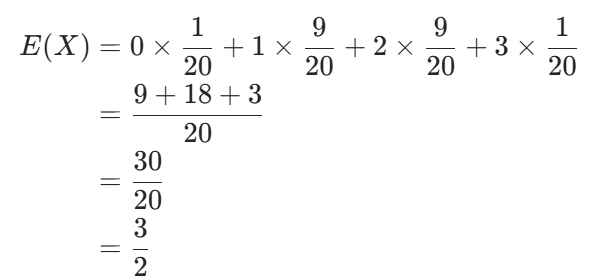 E(X) = 0 × 1/20 + 1 × 9/20 + 2 × 9/20 + 3 × 1/20
= (9 + 18 + 3)/20
= 30/20
= 3/2